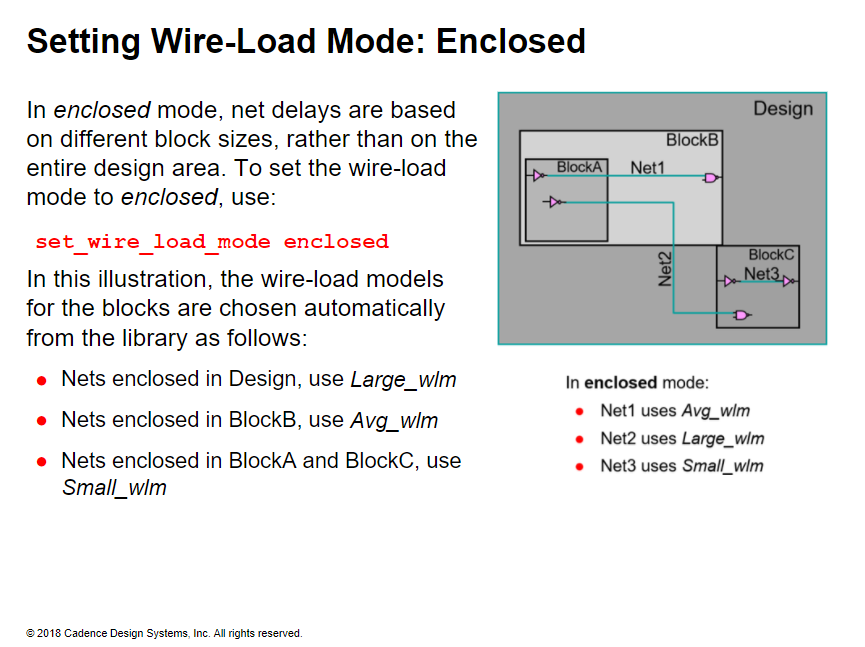 Setting Wire-Load Mode: Enclosed
In enclosed mode, net delays are based
on different block sizes, rather than on the
entire design area. To set the wire-load
mode to enclosed, use:
set_wire_load_mode enclosed
In this illustration, the wire-load models
for the blocks are chosen automatically
from the library as follows:
● Nets enclosed in Design, use Large_wlm
● Nets enclosed in BlockB, use Avg_wlm
● Nets enclosed in BlockA and BlockC, use
Small_wlm
Design
BlockB
BlockA
Net1
Net2
BlockC
Net3
In enclosed mode:
● Net1 uses Avg_wlm
● Net2 uses Large_wlm
● Net3 uses Small_wlm
© 2018 Cadence Design Systems, Inc. All rights reserved.